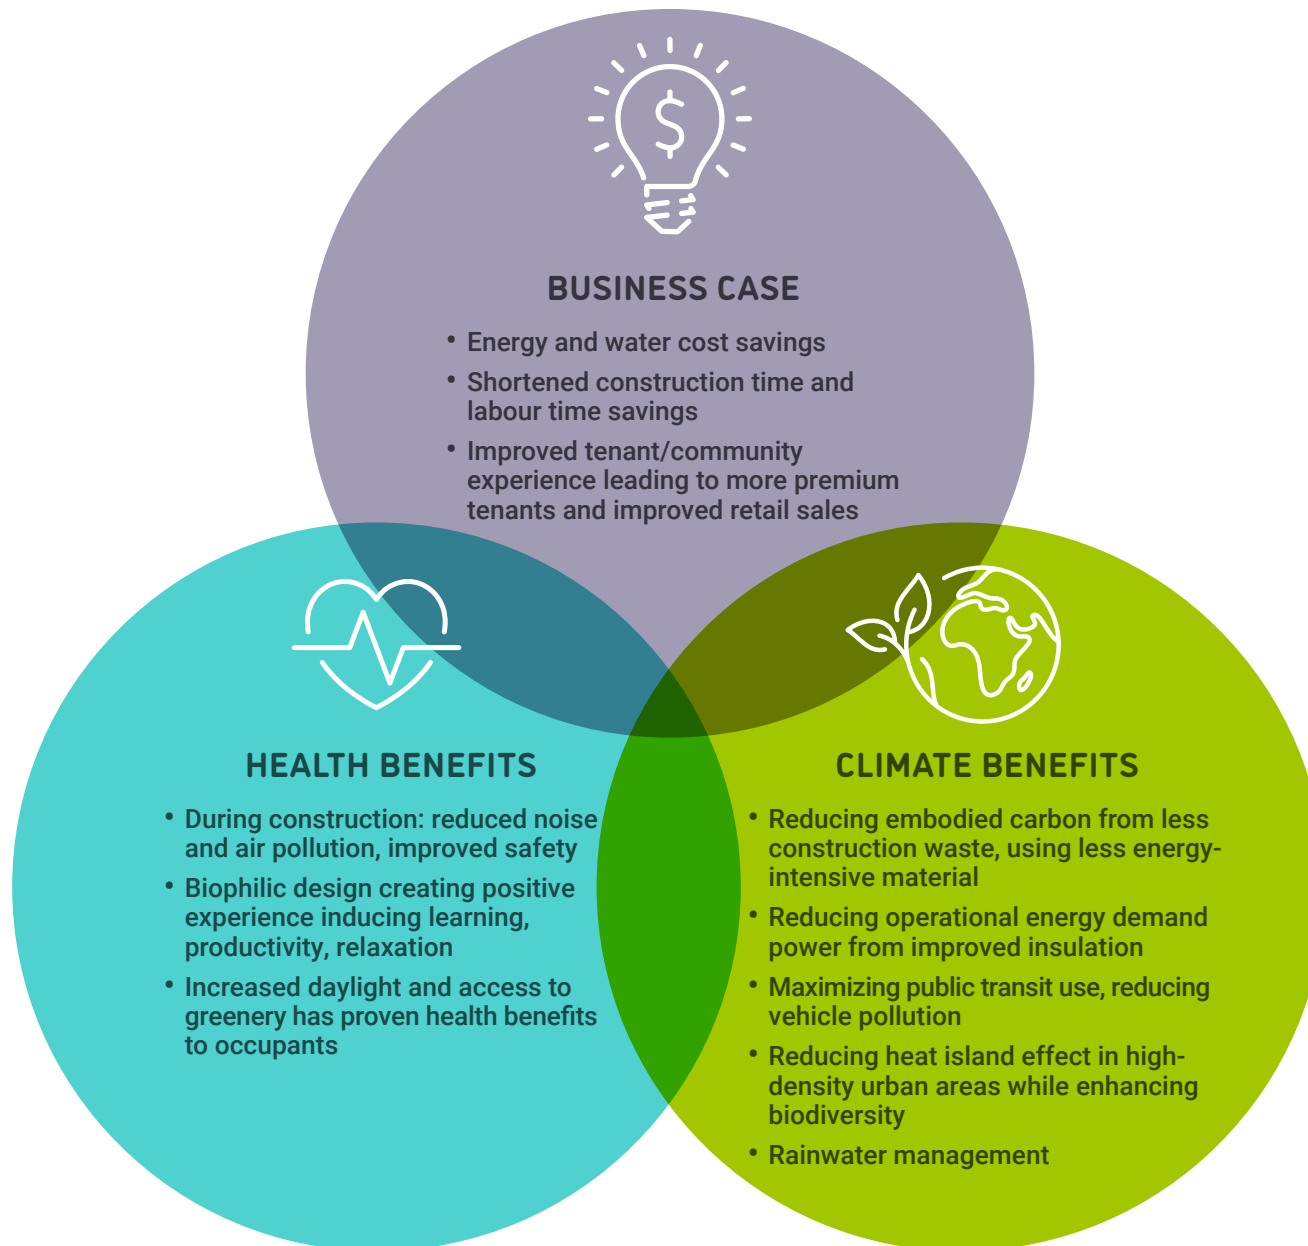 $
BUSINESS CASE
• Energy and water cost savings
• Shortened construction time and
labour time savings
• Improved tenant/community
experience leading to more premium
tenants and improved retail sales
HEALTH BENEFITS
• During construction: reduced noise
and air pollution, improved safety
• Biophilic design creating positive
experience inducing learning,
productivity, relaxation
• Increased daylight and access to
greenery has proven health benefits
to occupants
CLIMATE BENEFITS
• Reducing embodied carbon from less
construction waste, using less energy-
intensive material
• Reducing operational energy demand
power from improved insulation
• Maximizing public transit use, reducing
vehicle pollution
• Reducing heat island effect in high-
density urban areas while enhancing
biodiversity
• Rainwater management